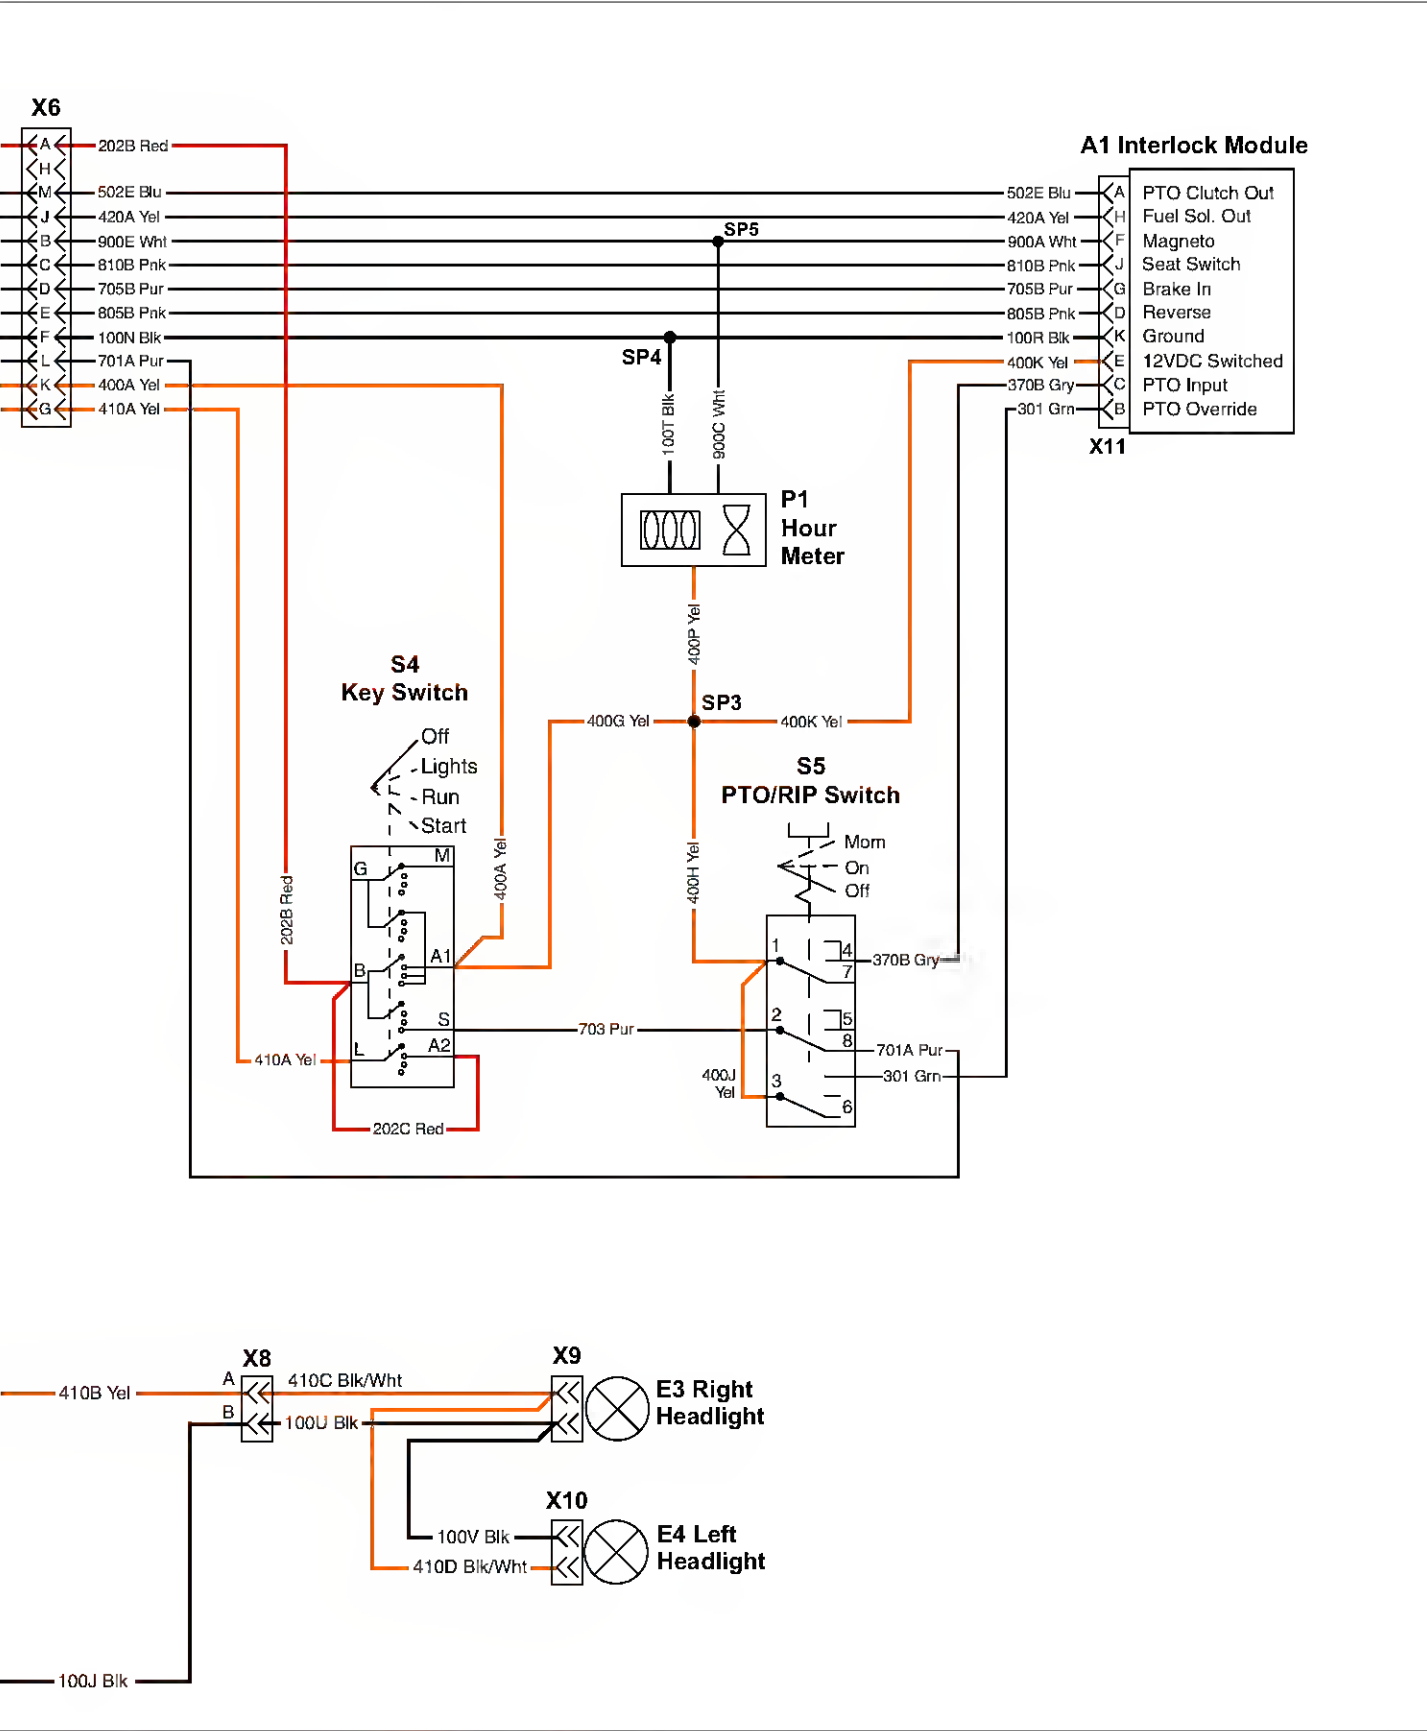 X6
A 202B Red
H
M 502E Blu
J 420A Yel
B 900E Wht
C 810B Pnk
D 705B Pur
E 805B Pnk
F 100N Blk
L 701A Pur
K 400A Yel
G 410A Yel
A1 Interlock Module
502E Blu A PTO Clutch Out
420A Yel H Fuel Sol. Out
900A Wht F Magneto
810B Pnk J Seat Switch
705B Pur G Brake In
805B Pnk D Reverse
100R Blk K Ground
400K Yel E 12VDC Switched
370B Gry C PTO Input
301 Grn B PTO Override
X11
SP5
SP4
100T Blk
900C Wht
P1
Hour
Meter
400P Yel
SP3
400G Yel
400K Yel
S4
Key Switch
Off
Lights
Run
Start
202B Red
400A Yel
400H Yel
G
M
B
A1
S
L
A2
410A Yel
202C Red
703 Pur
S5
PTO/RIP Switch
Mom
On
Off
1
4
7
370B Gry
2
5
8
701A Pur
301 Grn
400J
Yel
3
6
X8
A
B
410B Yel
410C Blk/Wht
100U Blk
X9
E3 Right
Headlight
X10
100V Blk
410D Blk/Wht
E4 Left
Headlight
100J Blk